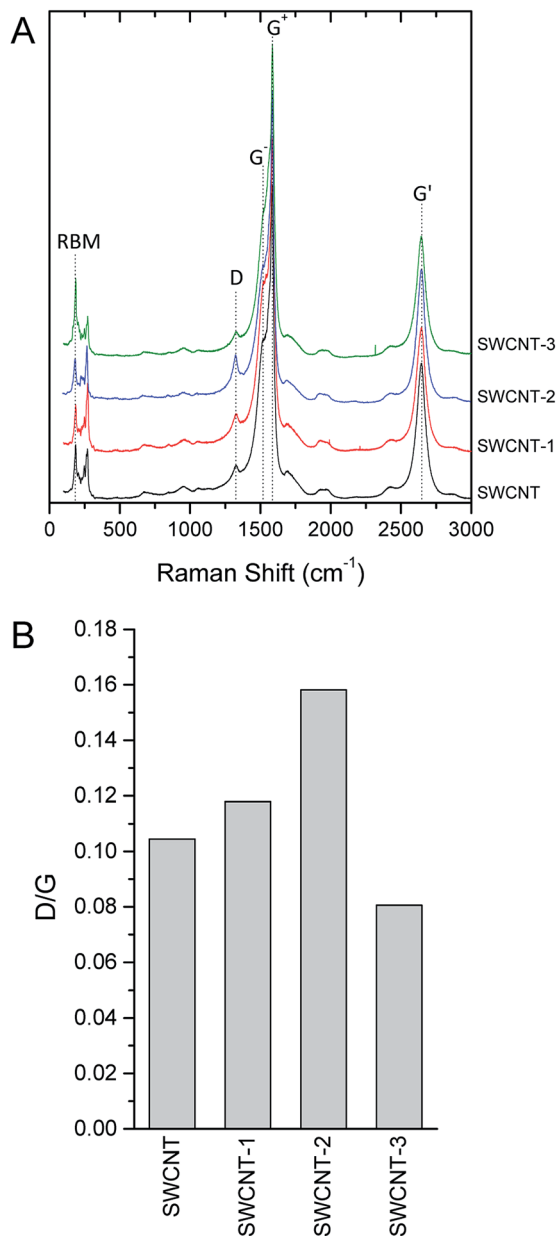 A
G+
G-
G'
RBM
D
SWCNT-3
SWCNT-2
SWCNT-1
SWCNT
0 500 1000 1500 2000 2500 3000
Raman Shift (cm-1)
B
0.18
0.16
0.14
0.12
0.10
0.08
0.06
0.04
0.02
0.00
D/G
SWCNT
SWCNT-1
SWCNT-2
SWCNT-3